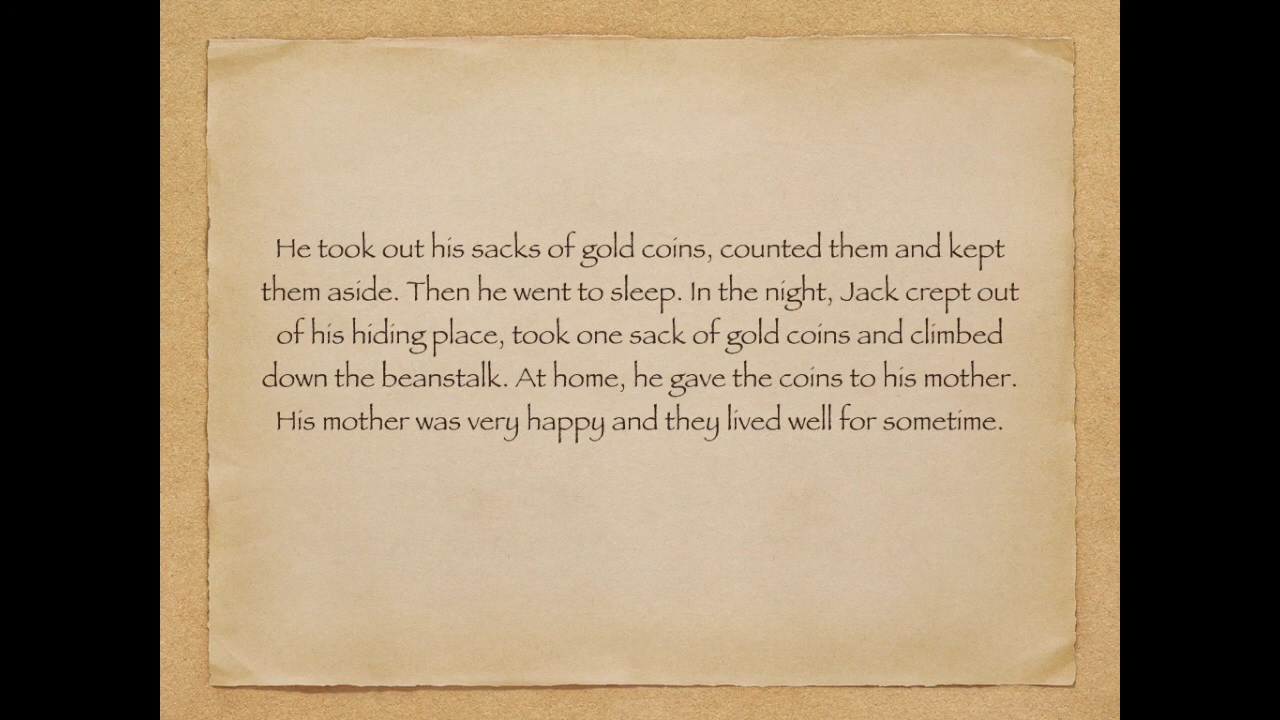 He took out his sacks of gold coins, counted them and kept
them aside. Then he went to sleep. In the night, Jack crept out
of his hiding place, took one sack of gold coins and climbed
down the beanstalk. At home, he gave the coins to his mother.
His mother was very happy and they lived well for sometime.